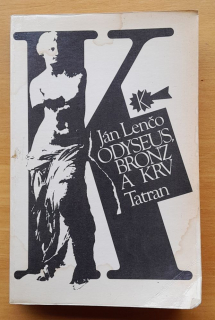 K
K
Ján Lenčo
ODYSEUS,
BRONZ
A KRV
Tatran